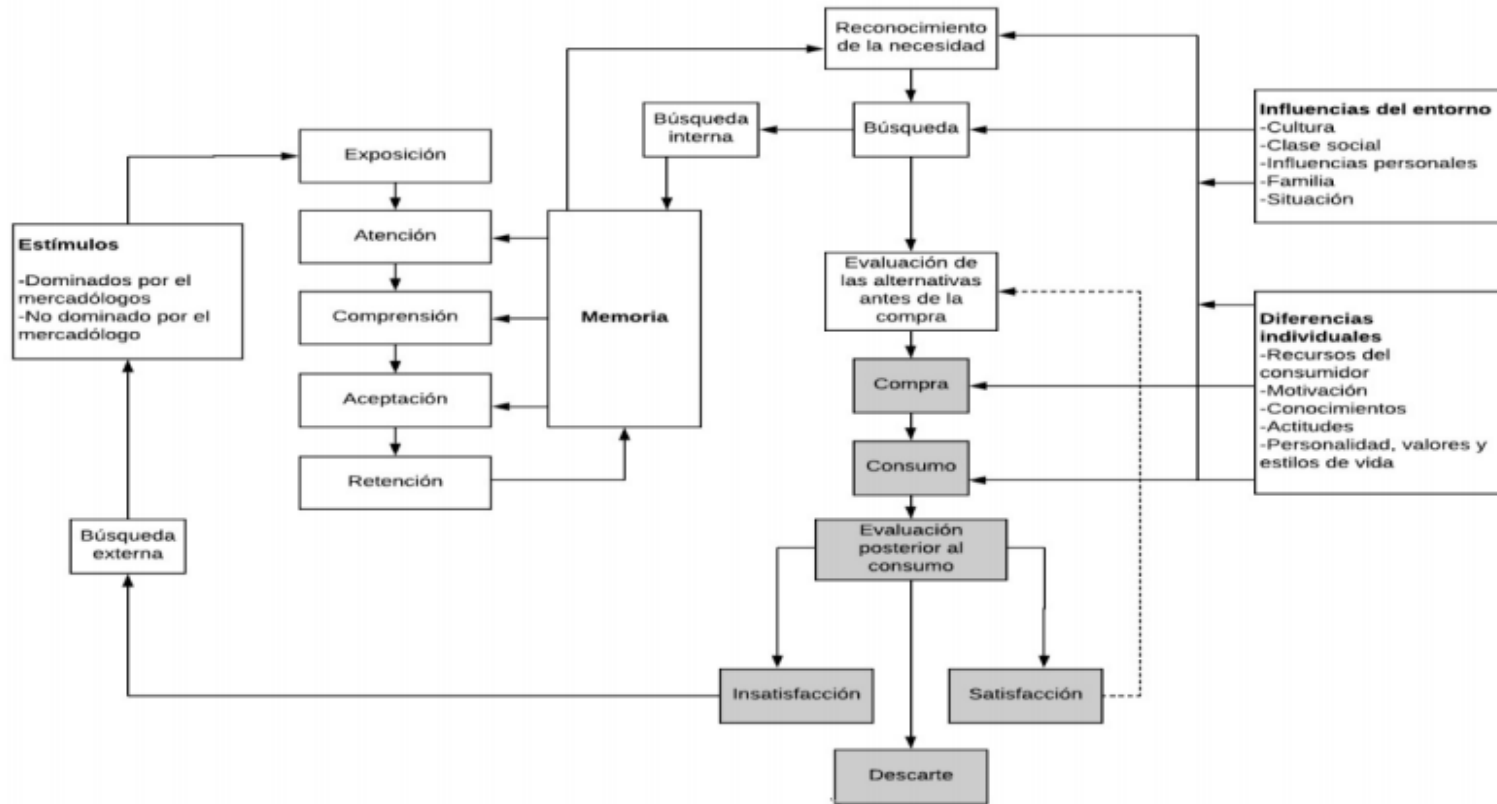 Reconocimiento
de la necesidad
Búsqueda
interna
Búsqueda
Influencias del entorno
-Cultura
-Clase social
-Influencias personales
-Familia
-Situación
Exposición
Atención
Comprensión
Aceptación
Retención
Memoria
Estímulos
-Dominados por el
mercadólogos
-No dominado por el
mercadólogo
Búsqueda
externa
Evaluación de
las alternativas
antes de la
compra
Diferencias
individuales
-Recursos del
consumidor
-Motivación
-Conocimientos
-Actitudes
-Personalidad, valores y
estilos de vida
Compra
Consumo
Evaluación
posterior al
consumo
Insatisfacción
Satisfacción
Descarte